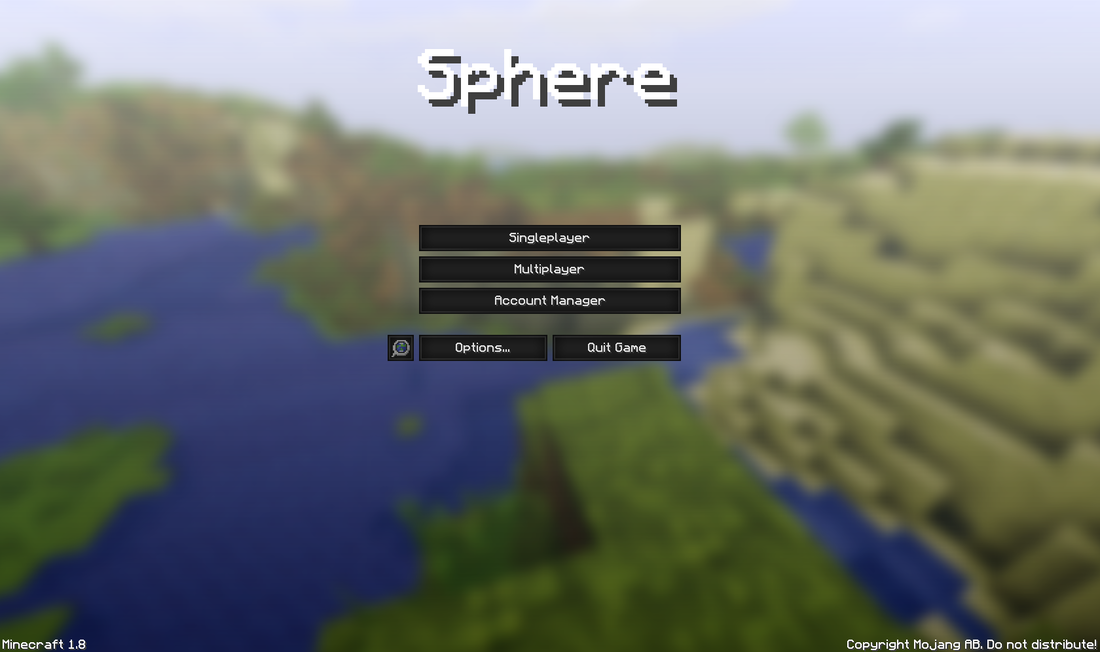 Sphere
Singleplayer
Multiplayer
Account Manager
Options...
Quit Game
Minecraft 1.8
Copyright Mojang AB. Do not distribute!